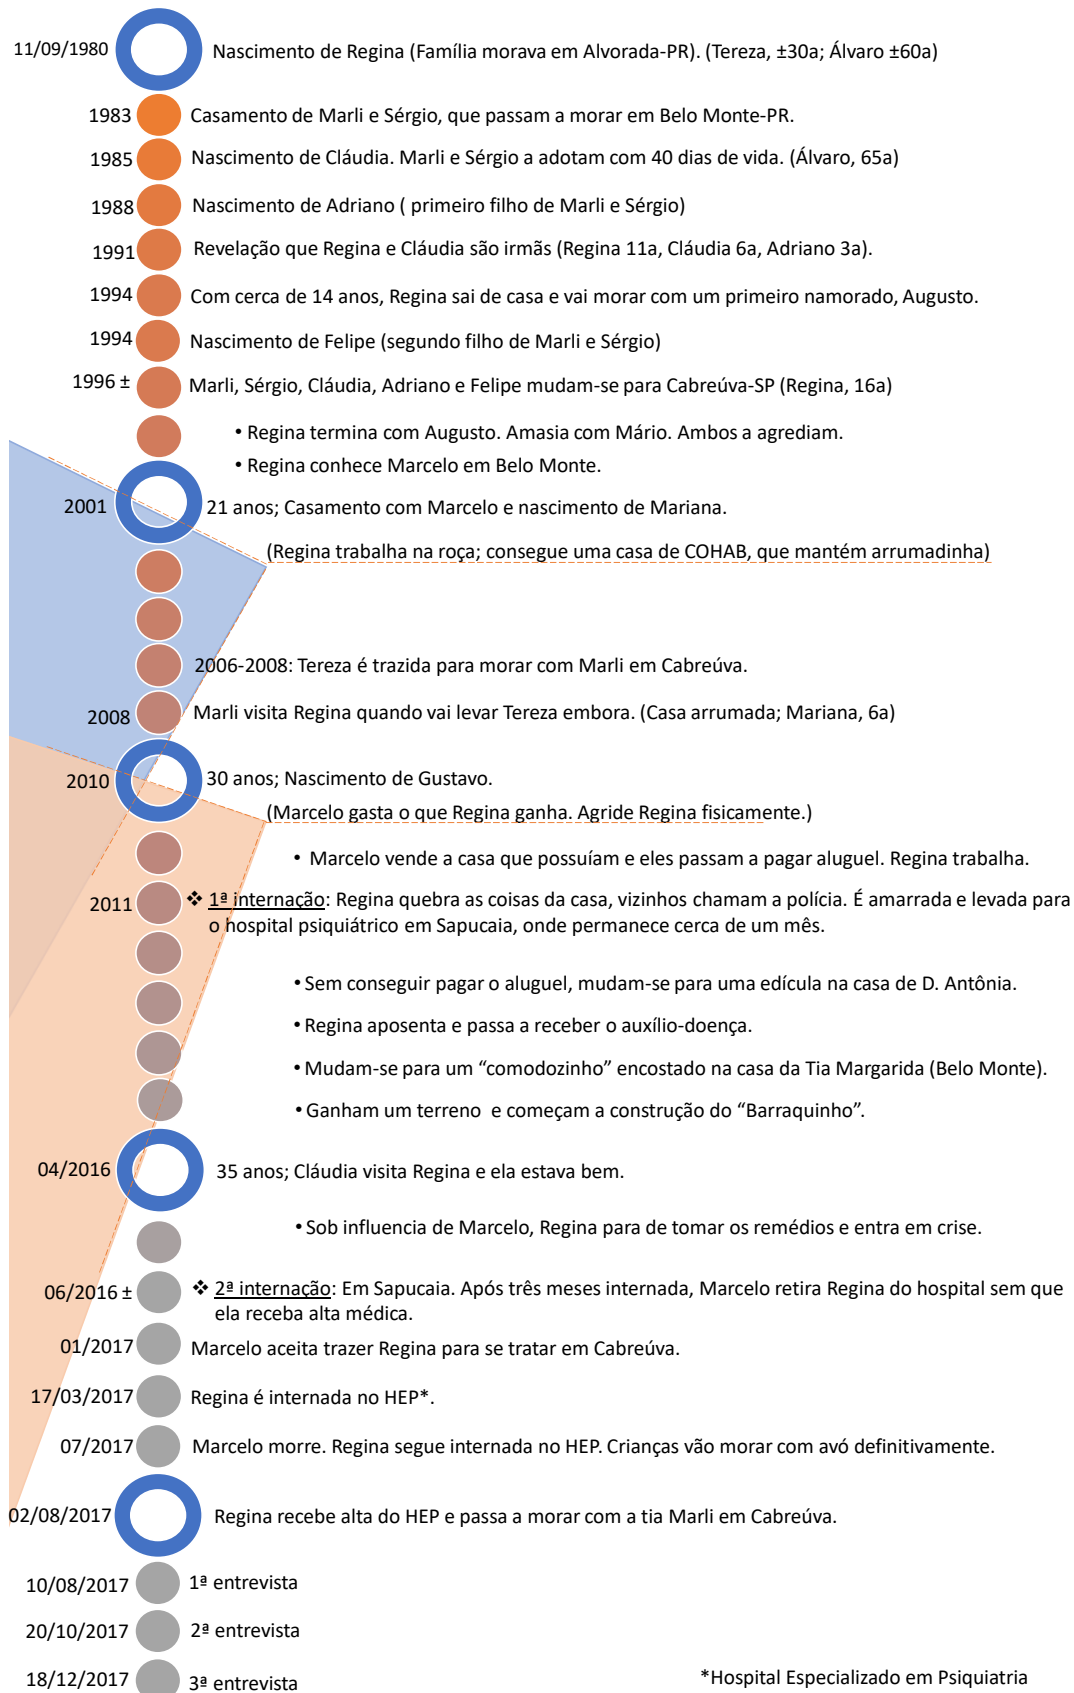 11/09/1980 Nascimento de Regina (Família morava em Alvorada-PR). (Tereza, ±30a; Álvaro ±60a)
1983 Casamento de Marli e Sérgio, que passam a morar em Belo Monte-PR.
1985 Nascimento de Cláudia. Marli e Sérgio a adotam com 40 dias de vida. (Álvaro, 65a)
1988 Nascimento de Adriano ( primeiro filho de Marli e Sérgio)
1991 Revelação que Regina e Cláudia são irmãs (Regina 11a, Cláudia 6a, Adriano 3a).
1994 Com cerca de 14 anos, Regina sai de casa e vai morar com um primeiro namorado, Augusto.
1994 Nascimento de Felipe (segundo filho de Marli e Sérgio)
1996 ± Marli, Sérgio, Cláudia, Adriano e Felipe mudam-se para Cabreúva-SP (Regina, 16a)
• Regina termina com Augusto. Amasia com Mário. Ambos a agrediam.
• Regina conhece Marcelo em Belo Monte.
2001 21 anos; Casamento com Marcelo e nascimento de Mariana.
(Regina trabalha na roça; consegue uma casa de COHAB, que mantém arrumadinha)
2006-2008: Tereza é trazida para morar com Marli em Cabreúva.
2008 Marli visita Regina quando vai levar Tereza embora. (Casa arrumada; Mariana, 6a)
2010 30 anos; Nascimento de Gustavo.
(Marcelo gasta o que Regina ganha. Agride Regina fisicamente.)
• Marcelo vende a casa que possuíam e eles passam a pagar aluguel. Regina trabalha.
2011 ❖ 1ª internação: Regina quebra as coisas da casa, vizinhos chamam a polícia. É amarrada e levada para
o hospital psiquiátrico em Sapucaia, onde permanece cerca de um mês.
• Sem conseguir pagar o aluguel, mudam-se para uma edícula na casa de D. Antônia.
• Regina aposenta e passa a receber o auxílio-doença.
• Mudam-se para um “comodozinho” encostado na casa da Tia Margarida (Belo Monte).
• Ganham um terreno e começam a construção do “Barraquinho”.
04/2016 35 anos; Cláudia visita Regina e ela estava bem.
• Sob influencia de Marcelo, Regina para de tomar os remédios e entra em crise.
06/2016 ± ❖ 2ª internação: Em Sapucaia. Após três meses internada, Marcelo retira Regina do hospital sem que
ela receba alta médica.
01/2017 Marcelo aceita trazer Regina para se tratar em Cabreúva.
17/03/2017 Regina é internada no HEP*.
07/2017 Marcelo morre. Regina segue internada no HEP. Crianças vão morar com avó definitivamente.
02/08/2017 Regina recebe alta do HEP e passa a morar com a tia Marli em Cabreúva.
10/08/2017 1ª entrevista
20/10/2017 2ª entrevista
18/12/2017 3ª entrevista
*Hospital Especializado em Psiquiatria